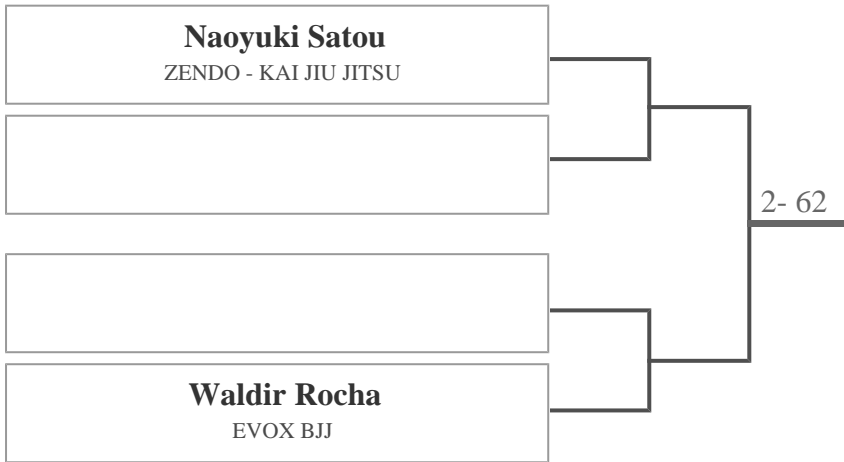 Naoyuki Satou
ZENDO - KAI JIU JITSU
2- 62
Waldir Rocha
EVOX BJJ